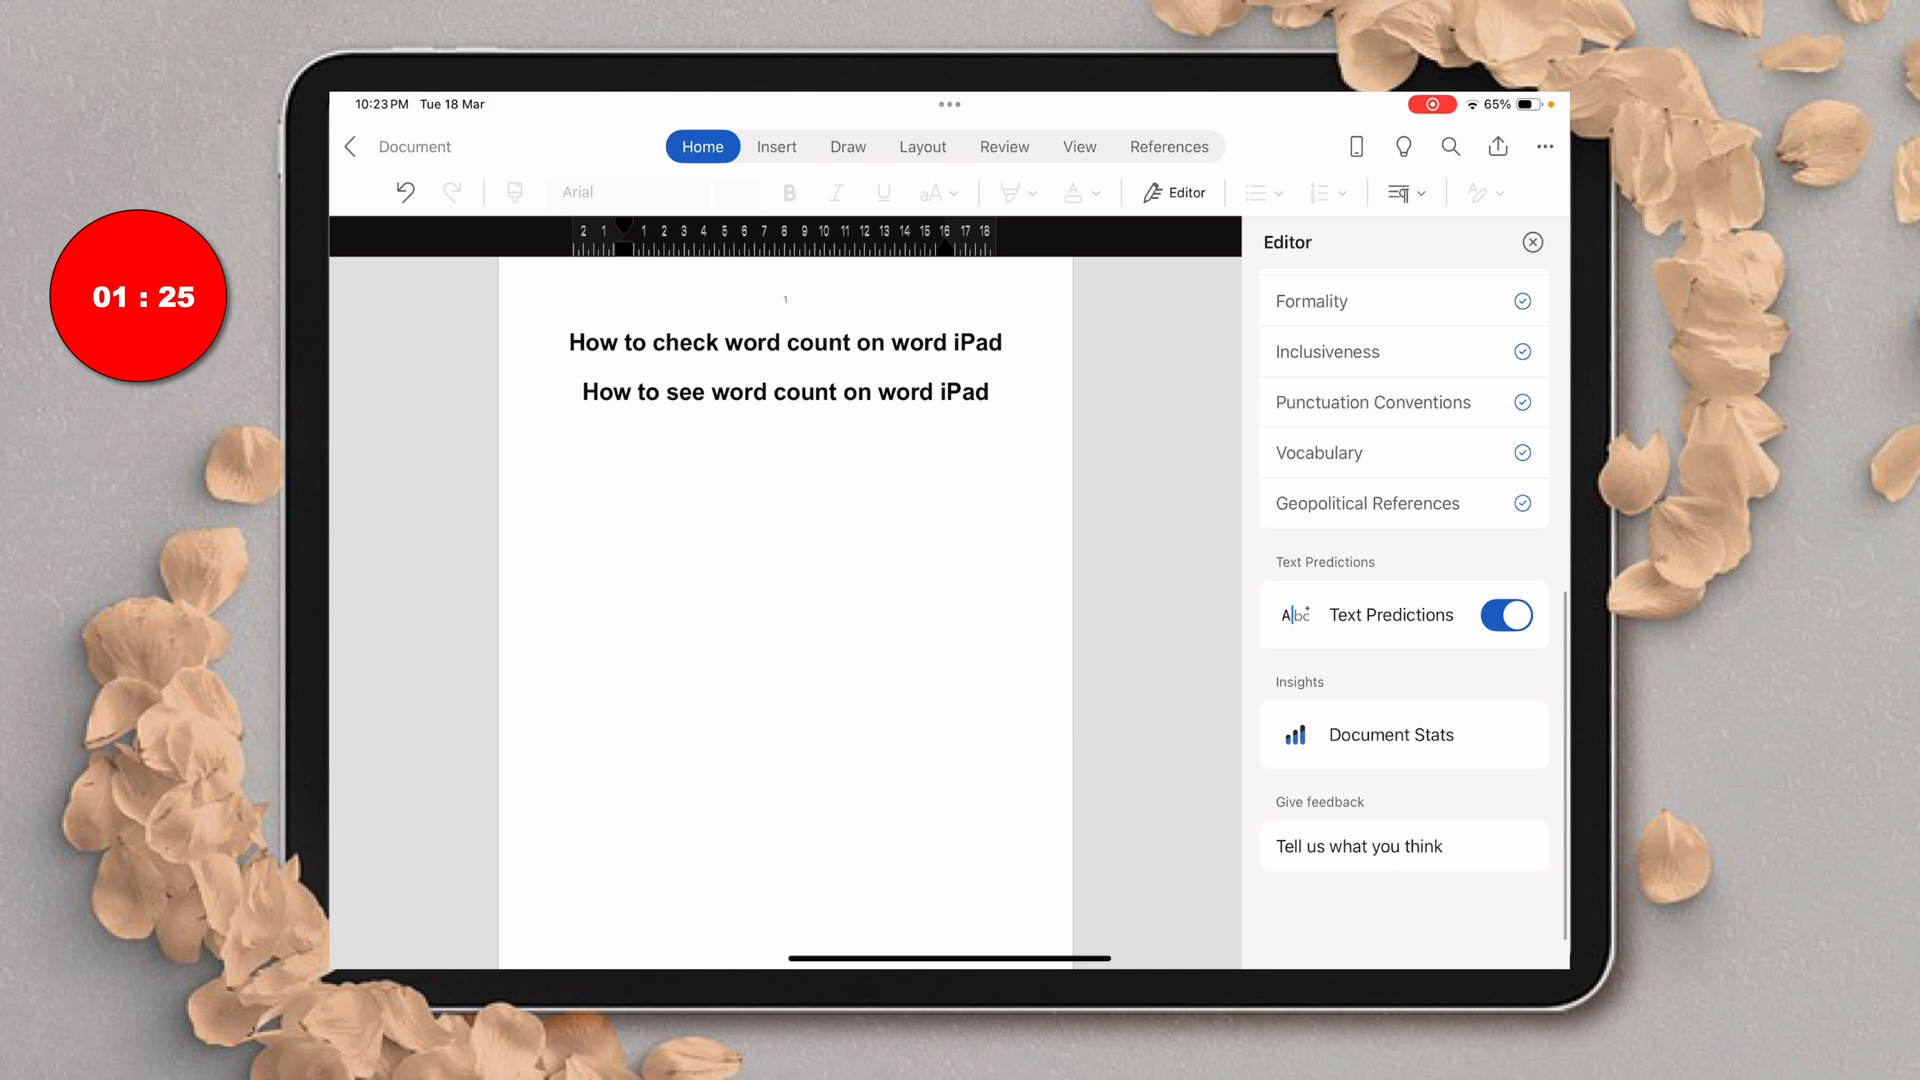 10:23 PM Tue 18 Mar
65%
Document
Home Insert Draw Layout Review View References
Arial
B I U aA A Editor
2 1 1 2 3 4 5 6 7 8 9 10 11 12 13 14 15 16 17 18
Editor
01 : 25
1
How to check word count on word iPad
How to see word count on word iPad
Formality
Inclusiveness
Punctuation Conventions
Vocabulary
Geopolitical References
Text Predictions
Abc Text Predictions
Insights
Document Stats
Give feedback
Tell us what you think